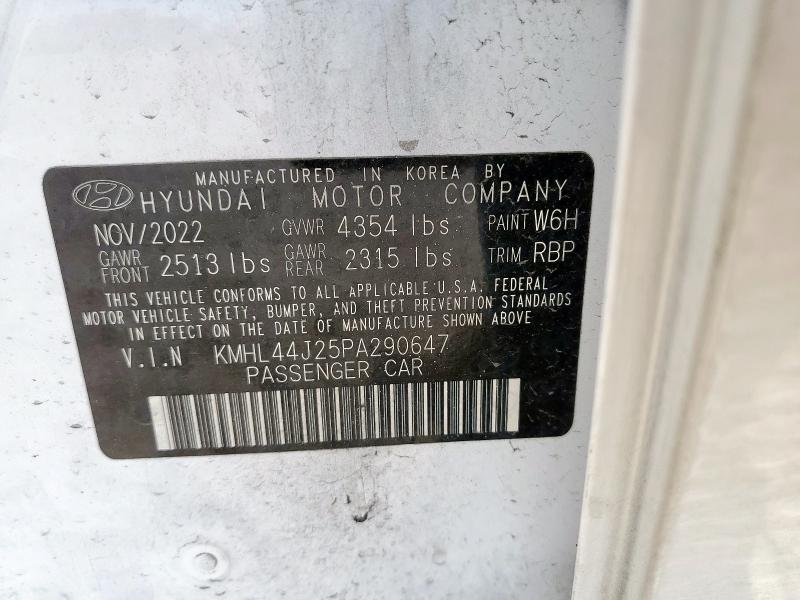 MANUFACTURED IN KOREA BY
HYUNDAI MOTOR COMPANY
NOV/2022 GVWR 4354 lbs PAINT W6H
GAWR FRONT 2513 lbs GAWR REAR 2315 lbs TRIM RBP
THIS VEHICLE CONFORMS TO ALL APPLICABLE U.S.A. FEDERAL
MOTOR VEHICLE SAFETY, BUMPER, AND THEFT PREVENTION STANDARDS
IN EFFECT ON THE DATE OF MANUFACTURE SHOWN ABOVE
V.I.N KMHL44J25PA290647
PASSENGER CAR